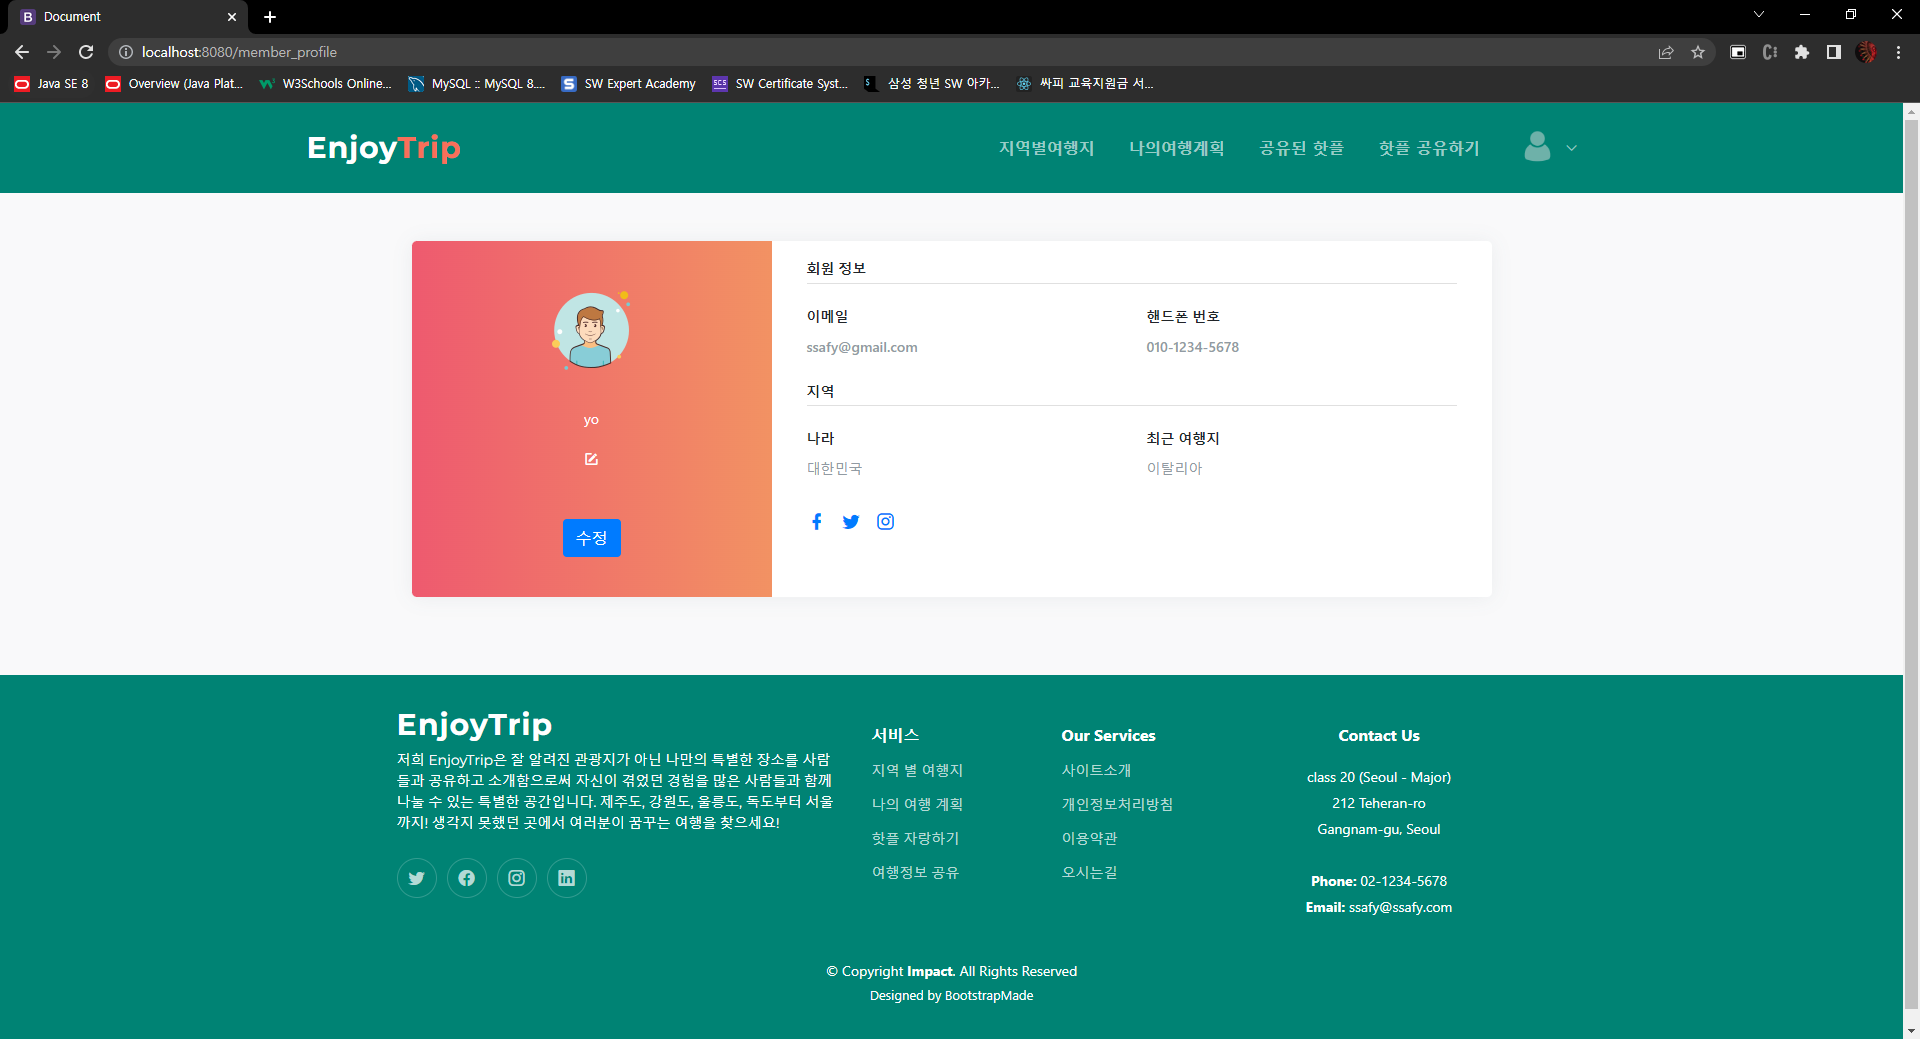 Document
localhost:8080/member_profile
Java SE 8
Overview (Java Plat...
W3Schools Online...
MySQL :: MySQL 8....
SW Expert Academy
SCS
SW Certificate Syst...
삼성 청년 SW 아카...
싸피 교육지원금 서...
EnjoyTrip
지역별여행지
나의여행계획
공유된 핫플
핫플 공유하기
yo
수정
회원 정보
이메일
핸드폰 번호
ssafy@gmail.com
010-1234-5678
지역
나라
최근 여행지
대한민국
이탈리아
EnjoyTrip
저희 EnjoyTrip은 잘 알려진 관광지가 아닌 나만의 특별한 장소를 사람
들과 공유하고 소개함으로써 자신이 겪었던 경험을 많은 사람들과 함께
나눌 수 있는 특별한 공간입니다. 제주도, 강원도, 울릉도, 독도부터 서울
까지! 생각지 못했던 곳에서 여러분이 꿈꾸는 여행을 찾으세요!
서비스
지역 별 여행지
나의 여행 계획
핫플 자랑하기
여행정보 공유
Our Services
사이트소개
개인정보처리방침
이용약관
오시는길
Contact Us
class 20 (Seoul - Major)
212 Teheran-ro
Gangnam-gu, Seoul
Phone: 02-1234-5678
Email: ssafy@ssafy.com
© Copyright Impact. All Rights Reserved
Designed by BootstrapMade